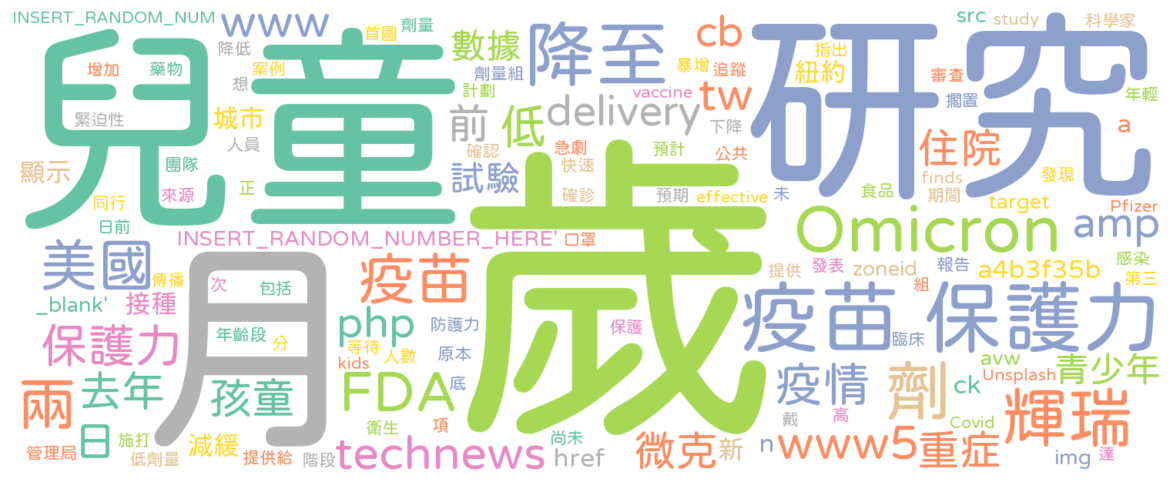 INSERT_RANDOM_NUM
www
首圖
劑量
降低
增加
藥物
案例
想
緊迫性
人員
城市
兒童
顯示
團隊
來源
正
同行
日前
數據
劑量組
計劃
降至
cb
暴增
追蹤
tw
vaccine
前
低
delivery
下降
確認
急劇
預計
公共
快速
試驗
確診
預期
effective
未
研究
src
study
科學家
指出
紐約
審查
擱置
年輕
住院
a
finds
期間
發現
食品
target
Pfizer
INSERT_RANDOM_NUMBER_HERE'
口罩
歲
Omicron
amp
美國
傳播
_blank'
接種
次
包括
月
疫苗
提供
發表
zoneid
報告
a4b3f35b
感染
第三
組
保護力
年齡段
分
php
防護力
保護
疫苗
臨床
保護力
等待
人數
原本
kids
底
兩
去年
孩童
FDA
疫情
劑
ck
avw
Unsplash
青少年
日
施打
減緩
衛生
項
戴
高
Covid
輝瑞
管理局
低劑量
提供給
階段
technews
尚未
href
微克
新
n
www5
重症
img
達